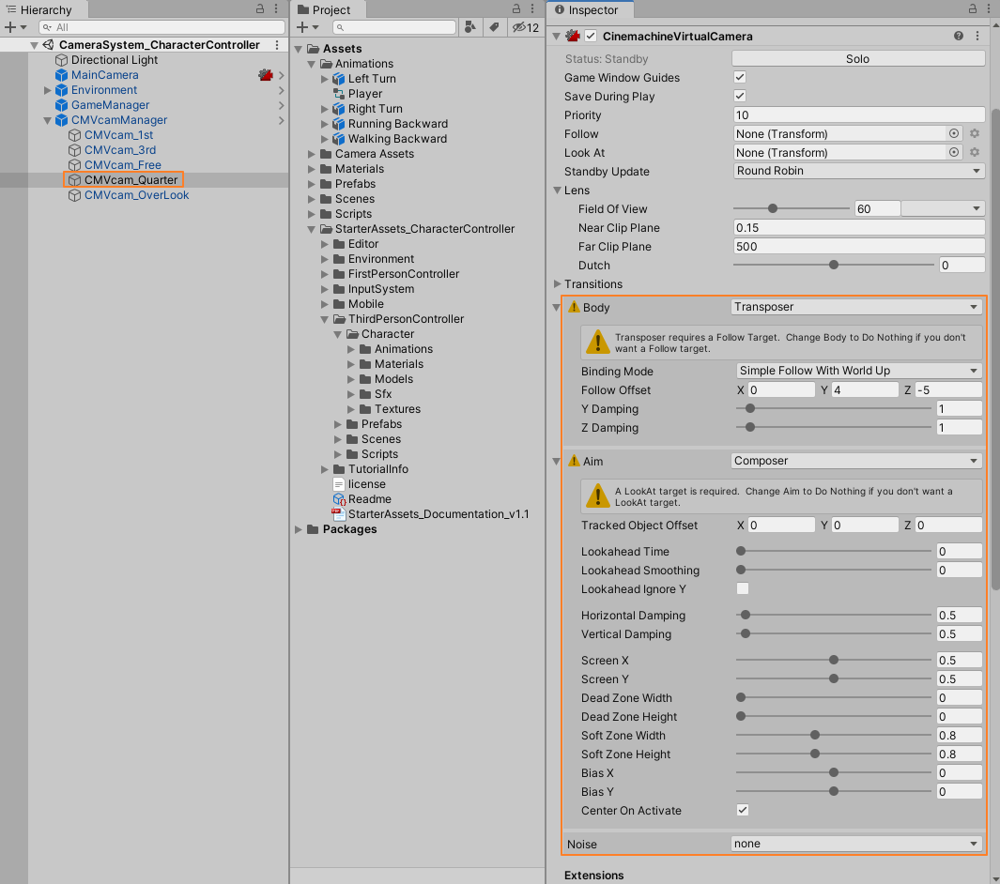 Hierarchy
All
CameraSystem_CharacterController
Directional Light
MainCamera
Environment
GameManager
CMVcamManager
CMVcam_1st
CMVcam_3rd
CMVcam_Free
CMVcam_Quarter
CMVcam_OverLook
Project
12
Assets
Animations
Left Turn
Player
Right Turn
Running Backward
Walking Backward
Camera Assets
Materials
Prefabs
Scenes
Scripts
StarterAssets_CharacterController
Editor
Environment
FirstPersonController
InputSystem
Mobile
ThirdPersonController
Character
Animations
Materials
Models
Sfx
Textures
Prefabs
Scenes
Scripts
TutorialInfo
license
Readme
StarterAssets_Documentation_v1.1
Packages
Inspector
CinemachineVirtualCamera
Status: Standby Solo
Game Window Guides
Save During Play
Priority 10
Follow None (Transform)
Look At None (Transform)
Standby Update Round Robin
Lens
Field Of View 60
Near Clip Plane 0.15
Far Clip Plane 500
Dutch 0
Transitions
Body Transposer
Transposer requires a Follow Target. Change Body to Do Nothing if you don't
want a Follow target.
Binding Mode Simple Follow With World Up
Follow Offset X 0 Y 4 Z -5
Y Damping 1
Z Damping 1
Aim Composer
A LookAt target is required. Change Aim to Do Nothing if you don't want a
LookAt target.
Tracked Object Offset X 0 Y 0 Z 0
Lookahead Time 0
Lookahead Smoothing 0
Lookahead Ignore Y
Horizontal Damping 0.5
Vertical Damping 0.5
Screen X 0.5
Screen Y 0.5
Dead Zone Width 0
Dead Zone Height 0
Soft Zone Width 0.8
Soft Zone Height 0.8
Bias X 0
Bias Y 0
Center On Activate
Noise none
Extensions